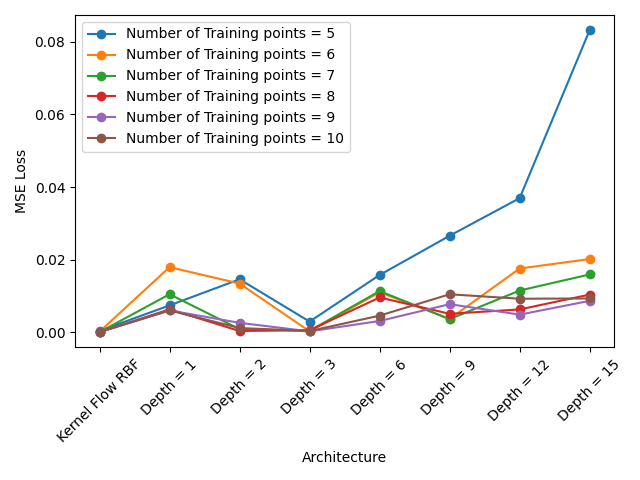 Number of Training points = 5
Number of Training points = 6
Number of Training points = 7
Number of Training points = 8
Number of Training points = 9
Number of Training points = 10
MSE Loss
0.08
0.06
0.04
0.02
0.00
Kernel Flow RBF
Depth = 1
Depth = 2
Depth = 3
Depth = 6
Depth = 9
Depth = 12
Depth = 15
Architecture